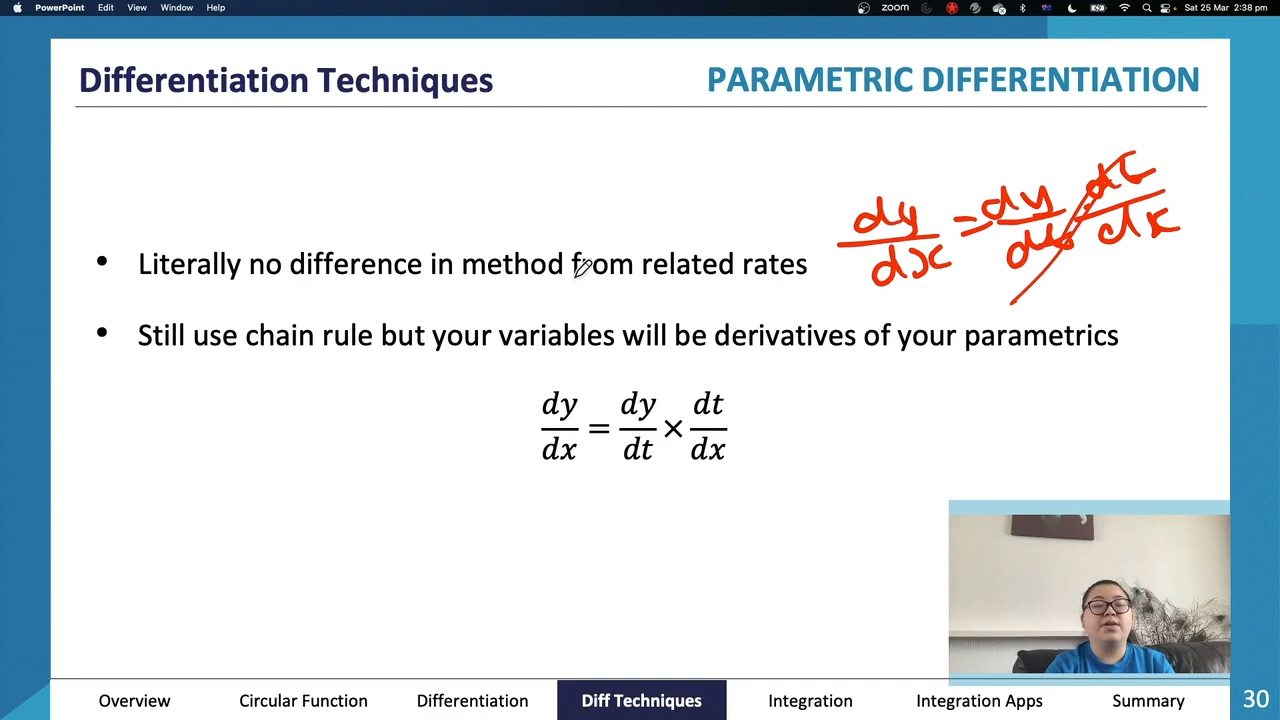 PowerPoint Edit View Window Help zoom Sat 25 Mar 2:38 pm
Differentiation Techniques PARAMETRIC DIFFERENTIATION
dy/dx = dy/dt · dt/dx
• Literally no difference in method from related rates
• Still use chain rule but your variables will be derivatives of your parametrics
dy/dx = dy/dt × dt/dx
Overview Circular Function Differentiation Diff Techniques Integration Integration Apps Summary 30